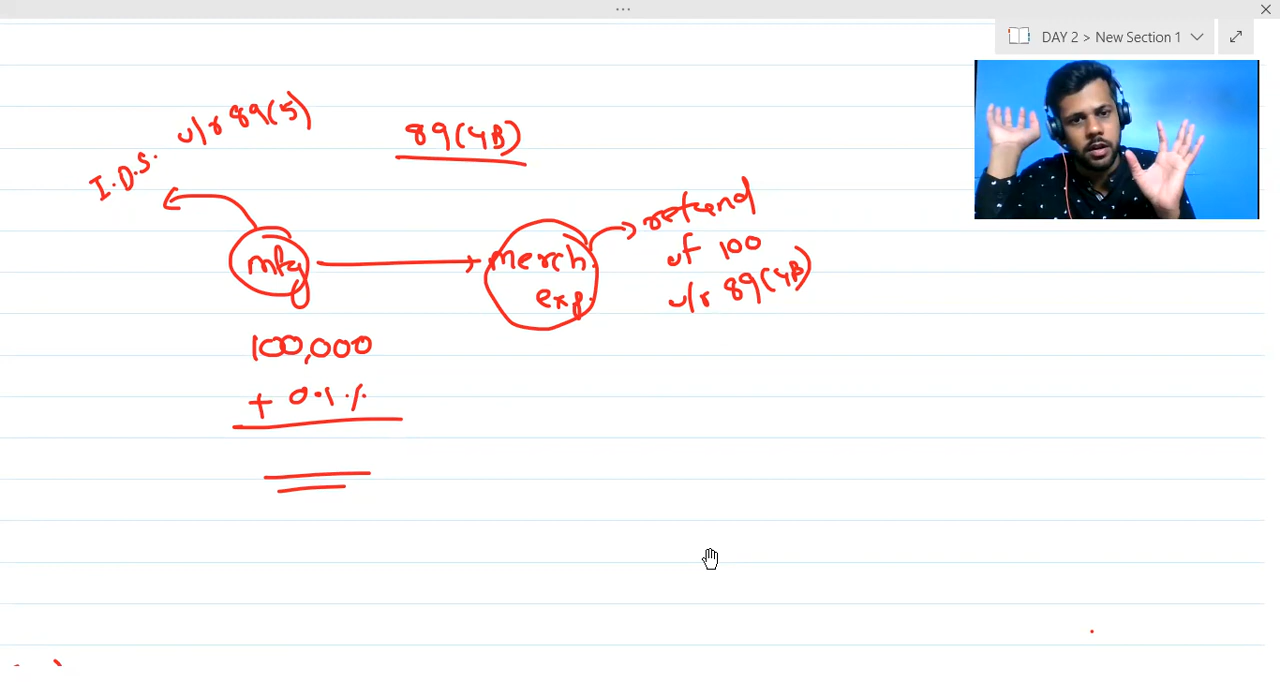 DAY 2 > New Section 1
I.D.S. u/r 89(5)
89(4B)
mfg
merch.
exp.
refund
of 100
u/r 89(4B)
100,000
+ 0.1%